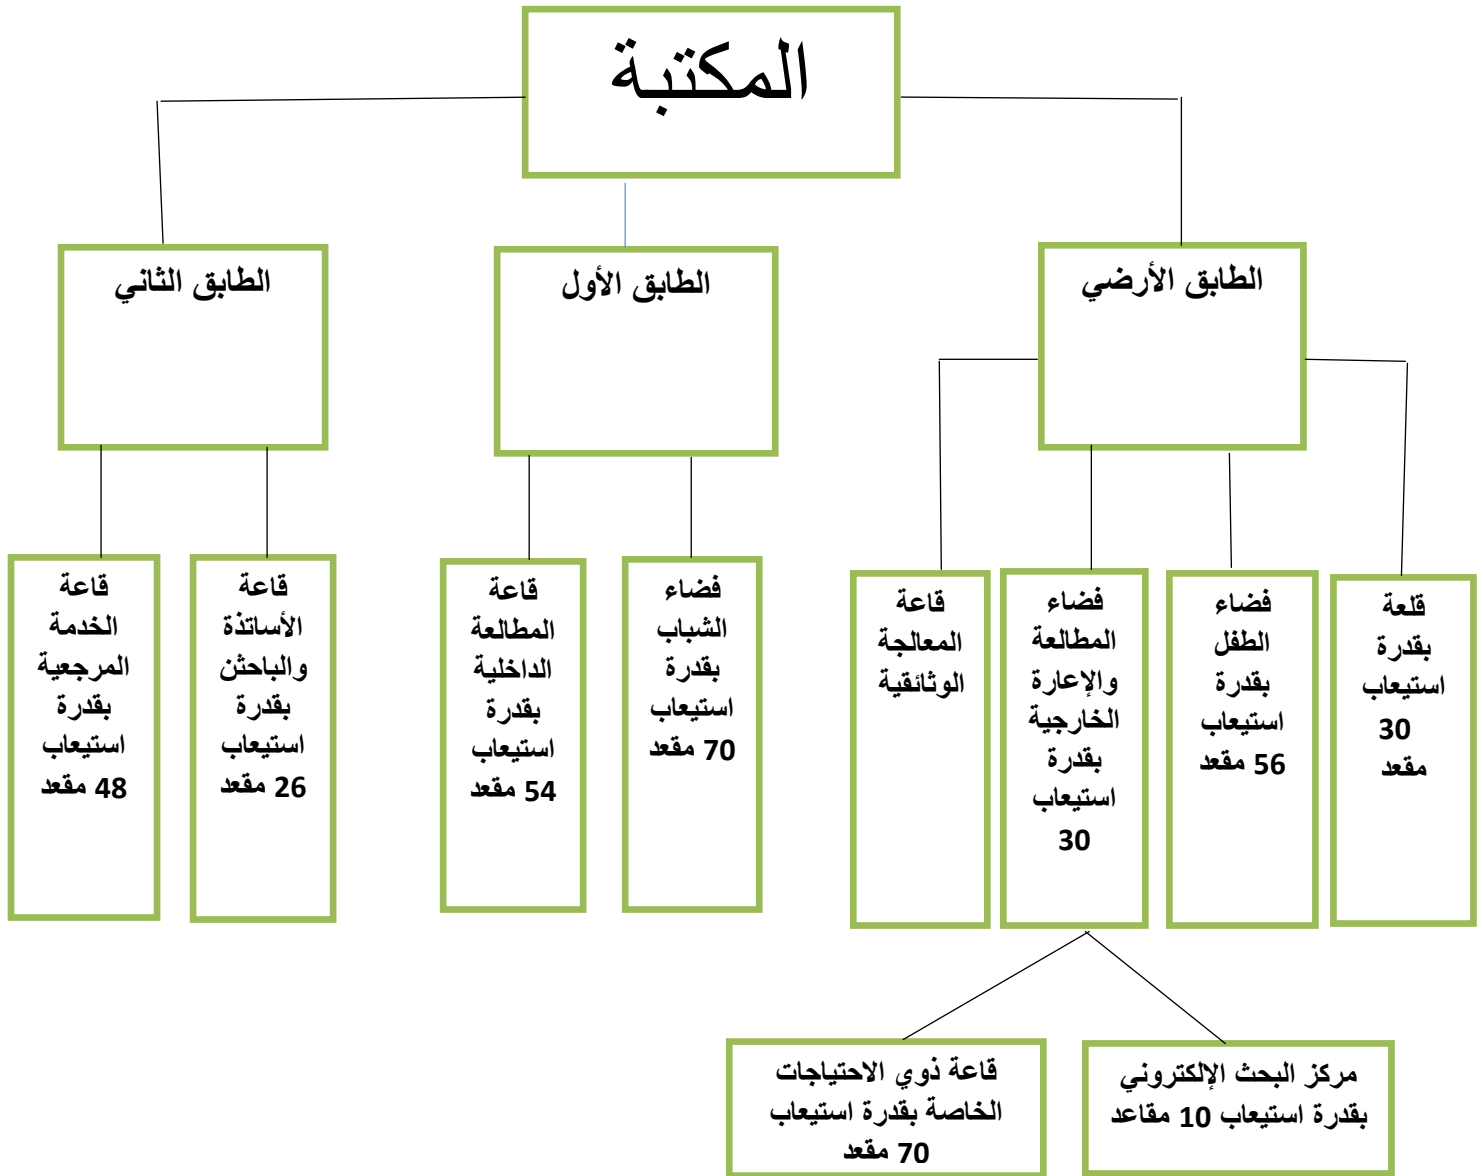 المكتبة
الطابق الأرضي
الطابق الأول
الطابق الثاني
قلعة
بقدرة
استيعاب
30
مقعد
فضاء
الطفل
بقدرة
استيعاب
56 مقعد
فضاء
المطالعة
والإعارة
الخارجية
بقدرة
استيعاب
30
قاعة
المعالجة
الوثائقية
فضاء
الشباب
بقدرة
استيعاب
70 مقعد
قاعة
المطالعة
الداخلية
بقدرة
استيعاب
54 مقعد
قاعة
الأساتذة
والباحثن
بقدرة
استيعاب
26 مقعد
قاعة
الخدمة
المرجعية
بقدرة
استيعاب
48 مقعد
مركز البحث الإلكتروني
بقدرة استيعاب 10 مقاعد
قاعة ذوي الاحتياجات
الخاصة بقدرة استيعاب
70 مقعد